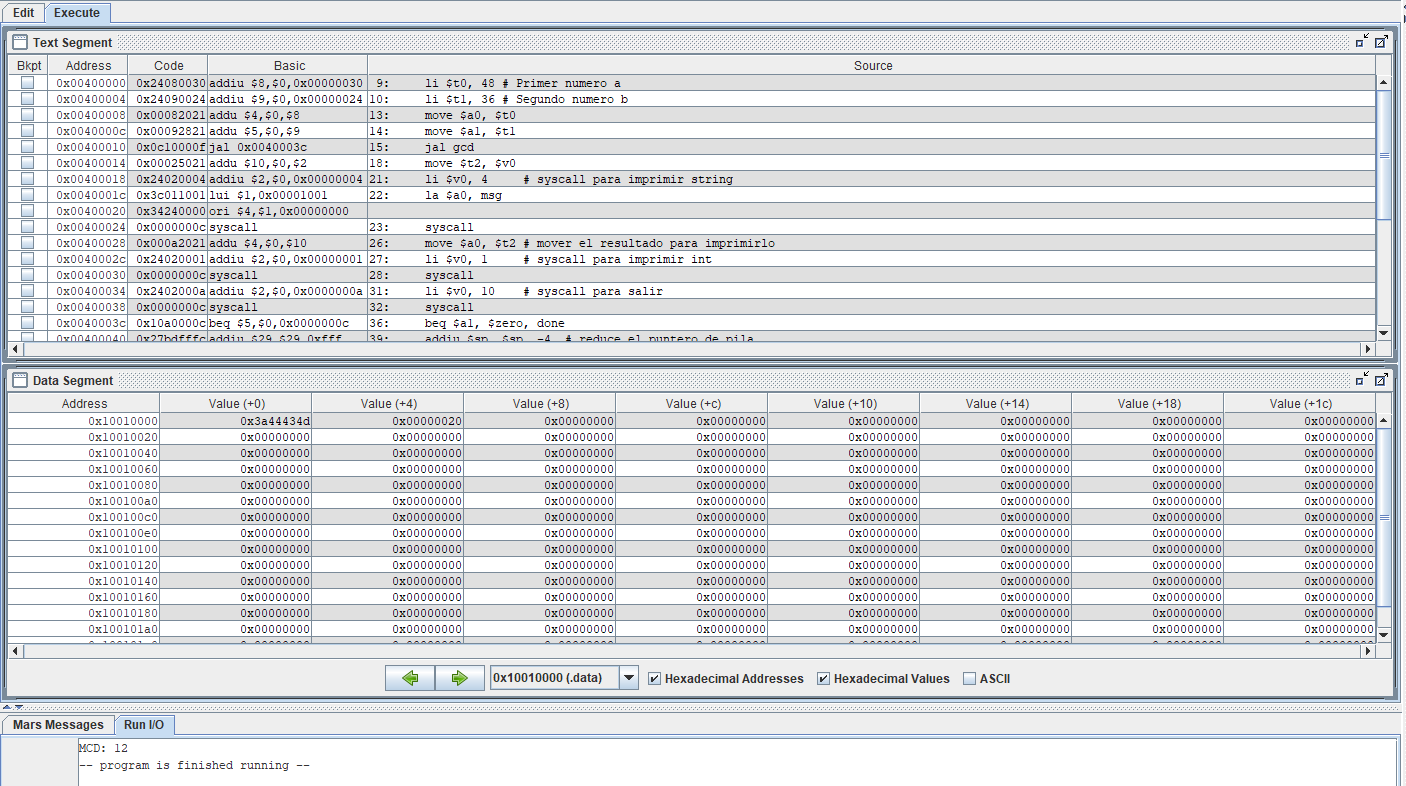 Edit Execute
Text Segment
Bkpt Address Code Basic Source
0x00400000 0x24080030 addiu $8,$0,0x00000030 9: li $t0, 48 # Primer numero a
0x00400004 0x24090024 addiu $9,$0,0x00000024 10: li $t1, 36 # Segundo numero b
0x00400008 0x00082021 addu $4,$0,$8 13: move $a0, $t0
0x0040000c 0x00092821 addu $5,$0,$9 14: move $a1, $t1
0x00400010 0x0c10000f jal 0x0040003c 15: jal gcd
0x00400014 0x00025021 addu $10,$0,$2 18: move $t2, $v0
0x00400018 0x24020004 addiu $2,$0,0x00000004 21: li $v0, 4 # syscall para imprimir string
0x0040001c 0x3c011001 lui $1,0x00001001 22: la $a0, msg
0x00400020 0x34240000 ori $4,$1,0x00000000
0x00400024 0x0000000c syscall 23: syscall
0x00400028 0x000a2021 addu $4,$0,$10 26: move $a0, $t2 # mover el resultado para imprimirlo
0x0040002c 0x24020001 addiu $2,$0,0x00000001 27: li $v0, 1 # syscall para imprimir int
0x00400030 0x0000000c syscall 28: syscall
0x00400034 0x2402000a addiu $2,$0,0x0000000a 31: li $v0, 10 # syscall para salir
0x00400038 0x0000000c syscall 32: syscall
0x0040003c 0x10a0000c beq $5,$0,0x0000000c 36: beq $a1, $zero, done
0x00400040 0x27bdfffc addiu $29,$29,0xfff... 39: addiu $sp, $sp, -4 # reduce el puntero de pila
Data Segment
Address Value (+0) Value (+4) Value (+8) Value (+c) Value (+10) Value (+14) Value (+18) Value (+1c)
0x10010000 0x3a44434d 0x00000020 0x00000000 0x00000000 0x00000000 0x00000000 0x00000000 0x00000000
0x10010020 0x00000000 0x00000000 0x00000000 0x00000000 0x00000000 0x00000000 0x00000000 0x00000000
0x10010040 0x00000000 0x00000000 0x00000000 0x00000000 0x00000000 0x00000000 0x00000000 0x00000000
0x10010060 0x00000000 0x00000000 0x00000000 0x00000000 0x00000000 0x00000000 0x00000000 0x00000000
0x10010080 0x00000000 0x00000000 0x00000000 0x00000000 0x00000000 0x00000000 0x00000000 0x00000000
0x100100a0 0x00000000 0x00000000 0x00000000 0x00000000 0x00000000 0x00000000 0x00000000 0x00000000
0x100100c0 0x00000000 0x00000000 0x00000000 0x00000000 0x00000000 0x00000000 0x00000000 0x00000000
0x100100e0 0x00000000 0x00000000 0x00000000 0x00000000 0x00000000 0x00000000 0x00000000 0x00000000
0x10010100 0x00000000 0x00000000 0x00000000 0x00000000 0x00000000 0x00000000 0x00000000 0x00000000
0x10010120 0x00000000 0x00000000 0x00000000 0x00000000 0x00000000 0x00000000 0x00000000 0x00000000
0x10010140 0x00000000 0x00000000 0x00000000 0x00000000 0x00000000 0x00000000 0x00000000 0x00000000
0x10010160 0x00000000 0x00000000 0x00000000 0x00000000 0x00000000 0x00000000 0x00000000 0x00000000
0x10010180 0x00000000 0x00000000 0x00000000 0x00000000 0x00000000 0x00000000 0x00000000 0x00000000
0x100101a0 0x00000000 0x00000000 0x00000000 0x00000000 0x00000000 0x00000000 0x00000000 0x00000000
0x10010000 (.data) Hexadecimal Addresses Hexadecimal Values ASCII
Mars Messages Run I/O
MCD: 12
-- program is finished running --